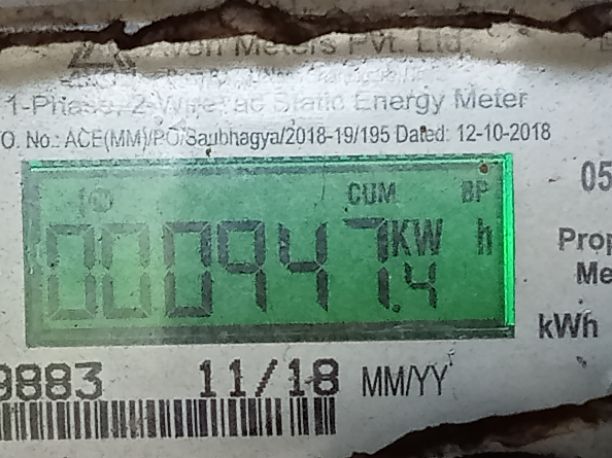 von Meters Pvt. Ltd.
1-Phase, 2-Wire ac Static Energy Meter
O. No.: ACE(MM)/PO/Saubhagya/2018-19/195 Dated: 12-10-2018
CUM BP
05
000947.4 KW h
Prop
Me
kWh
9883 11/18 MM/YY